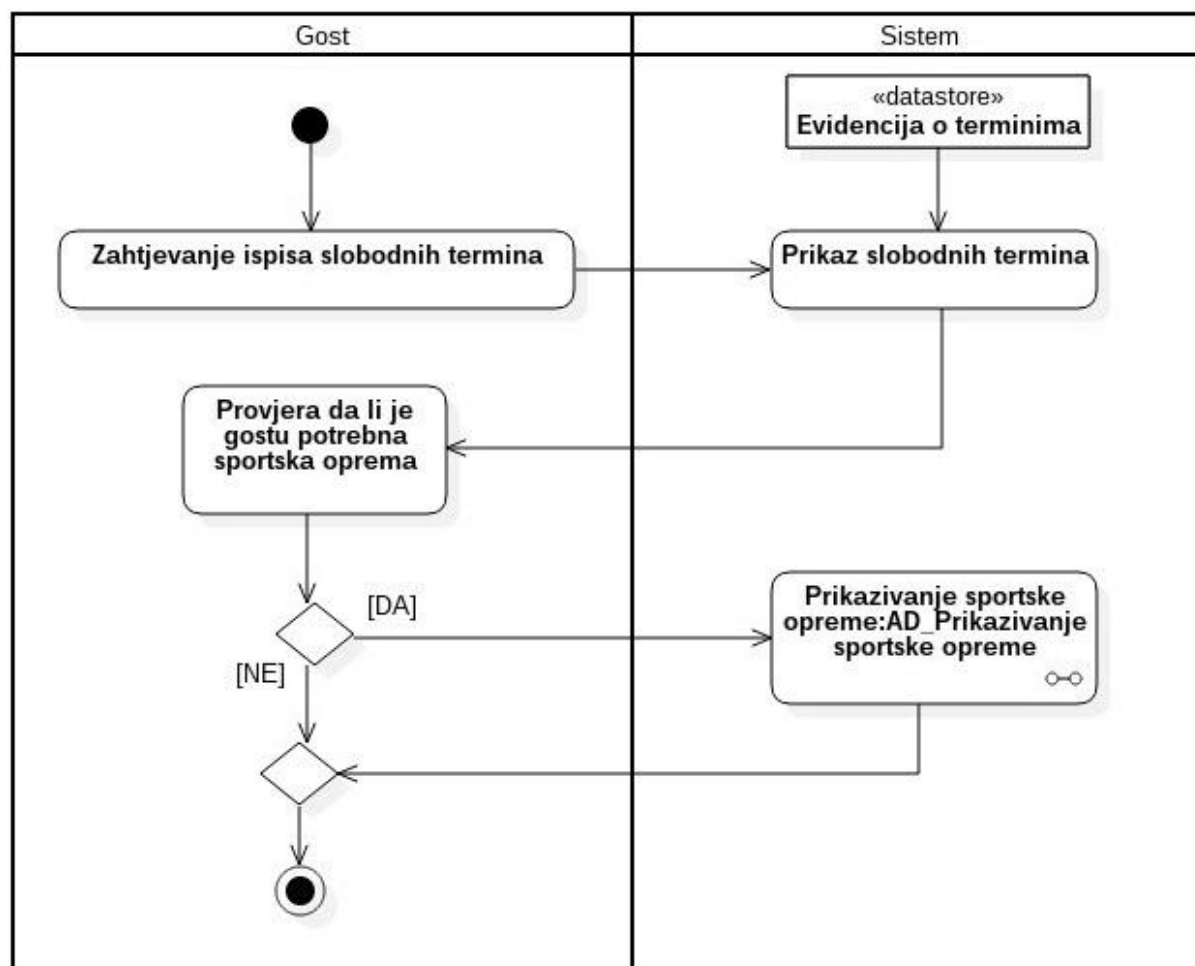 Gost
Sistem
«datastore»
Evidencija o terminima
Zahtjevanje ispisa slobodnih termina
Prikaz slobodnih termina
Provjera da li je
gostu potrebna
sportska oprema
[DA]
Prikazivanje sportske
opreme:AD_Prikazivanje
sportske opreme
[NE]